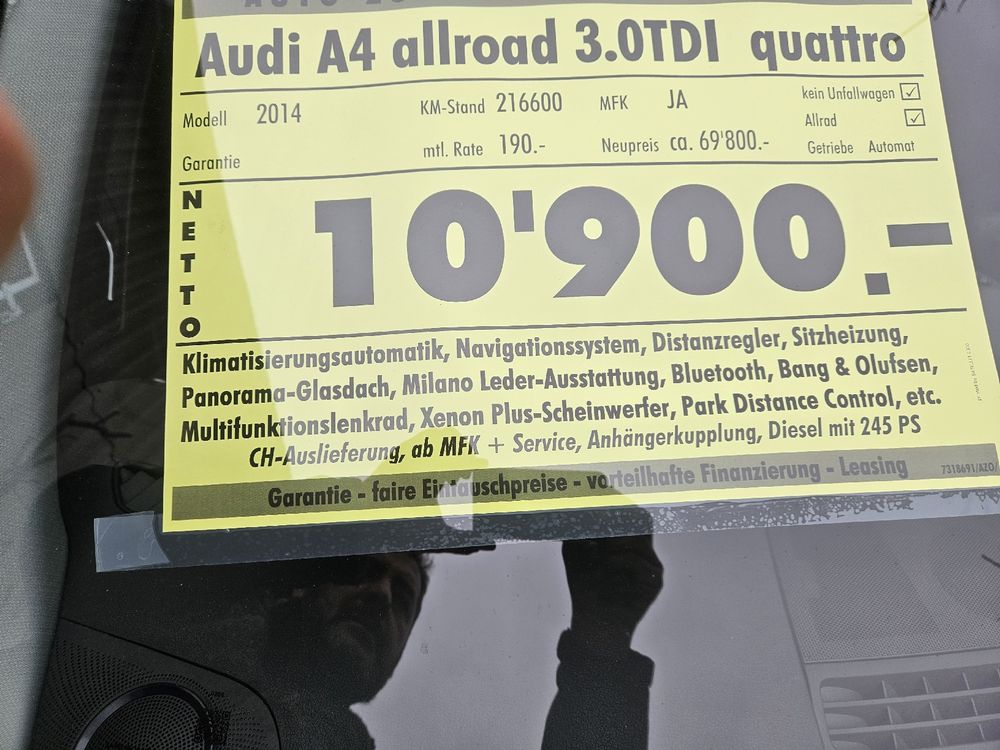 Audi A4 allroad 3.0TDI quattro
Modell 2014 KM-Stand 216600 MFK JA kein Unfallwagen ☑
Allrad ☑
Garantie mtl. Rate 190.- Neupreis ca. 69'800.- Getriebe Automat
NETTO 10'900.-
Klimatisierungsautomatik, Navigationssystem, Distanzregler, Sitzheizung,
Panorama-Glasdach, Milano Leder-Ausstattung, Bluetooth, Bang & Olufsen,
Multifunktionslenkrad, Xenon Plus-Scheinwerfer, Park Distance Control, etc.
CH-Auslieferung, ab MFK + Service, Anhängerkupplung, Diesel mit 245 PS
Garantie - faire Eintauschpreise - vorteilhafte Finanzierung - Leasing 7318691/AZO